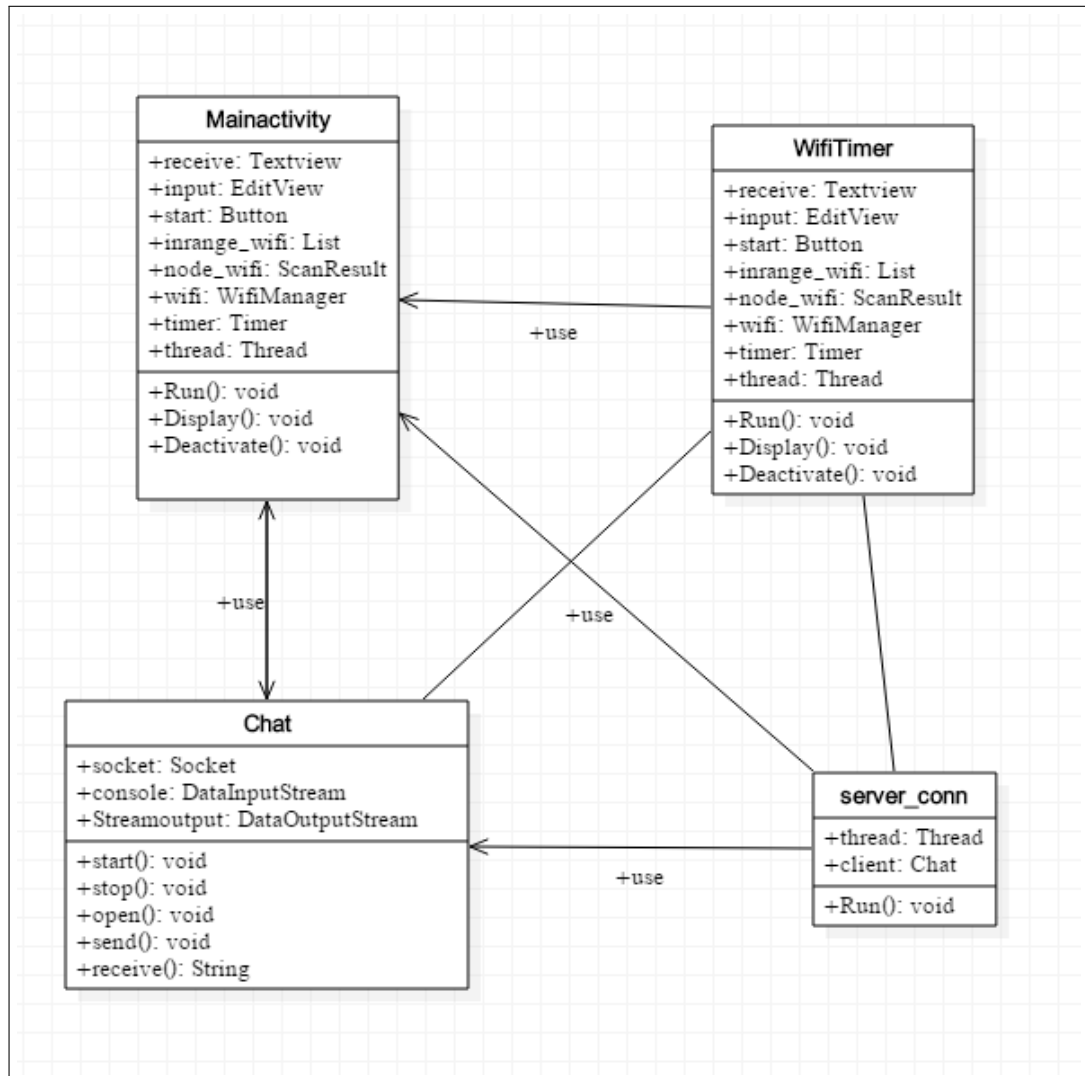 Mainactivity
+receive: Textview
+input: EditView
+start: Button
+inrange_wifi: List
+node_wifi: ScanResult
+wifi: WifiManager
+timer: Timer
+thread: Thread
+Run(): void
+Display(): void
+Deactivate(): void
WifiTimer
+receive: Textview
+input: EditView
+start: Button
+inrange_wifi: List
+node_wifi: ScanResult
+wifi: WifiManager
+timer: Timer
+thread: Thread
+Run(): void
+Display(): void
+Deactivate(): void
+use
+use
+use
Chat
+socket: Socket
+console: DataInputStream
+Streamoutput: DataOutputStream
+start(): void
+stop(): void
+open(): void
+send(): void
+receive(): String
+use
server_conn
+thread: Thread
+client: Chat
+Run(): void